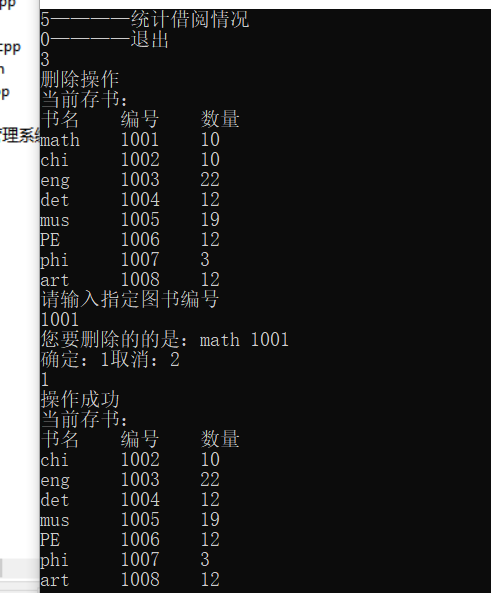 pp
cpp
n
op
管理系统
5————统计借阅情况
0————退出
3
删除操作
当前存书:
书名 编号 数量
math 1001 10
chi 1002 10
eng 1003 22
det 1004 12
mus 1005 19
PE 1006 12
phi 1007 3
art 1008 12
请输入指定图书编号
1001
您要删除的的是: math 1001
确定: 1取消: 2
1
操作成功
当前存书:
书名 编号 数量
chi 1002 10
eng 1003 22
det 1004 12
mus 1005 19
PE 1006 12
phi 1007 3
art 1008 12